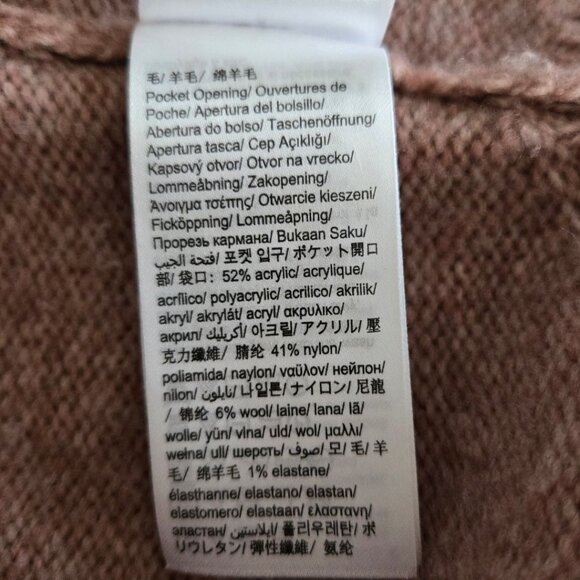 毛/ 羊毛/ 绵羊毛
Pocket Opening/ Ouvertures de
Poche/ Apertura del bolsillo/
Abertura do bolso/ Taschenöffnung/
Apertura tasca/ Cep Açıklığı/
Kapsový otvor/ Otvor na vrecko/
Lommeåbning/ Zakopening/
Άνοιγμα τσέπης/ Otwarcie kieszeni/
Ficköppning/ Lommeåpning/
Прорезь кармана/ Bukaan Saku/
فتحة الجيب/ 포켓 입구/ ポケット開口
部/ 袋口: 52% acrylic/ acrylique/
acrílico/ polyacrylic/ acrilico/ akrilik/
akryl/ akrylát/ acryl/ ακρυλικο/
акрил/ أكريليك/ 아크릴/ アクリル/ 壓
克力纖維/ 腈纶 41% nylon/
poliamida/ naylon/ ναϋλον/ нейлон/
nilon/ نايلون/ 나일론/ ナイロン/ 尼龍
/ 锦纶 6% wool/ laine/ lana/ lã/
wolle/ yün/ vlna/ uld/ wol/ μαλλι/
wełna/ ull/ шерсть/ صوف/ 모/ 毛/ 羊
毛/ 绵羊毛 1% elastane/
élasthanne/ elastano/ elastan/
elastomero/ elastaan/ ελαστανη/
эластан/ ايلاستين/ 폴리우레탄/ ポ
リウレタン/ 彈性纖維/ 氨纶